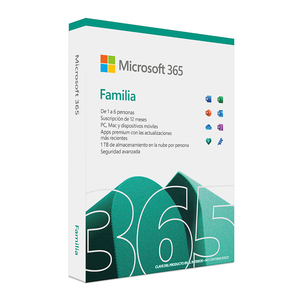 Microsoft 365
Familia
De 1 a 6 personas
Suscripción de 12 meses
PC, Mac y dispositivos móviles
Apps premium con las actualizaciones
más recientes
1 TB de almacenamiento en la nube por persona
Seguridad avanzada
365
Microsoft 365
Familia